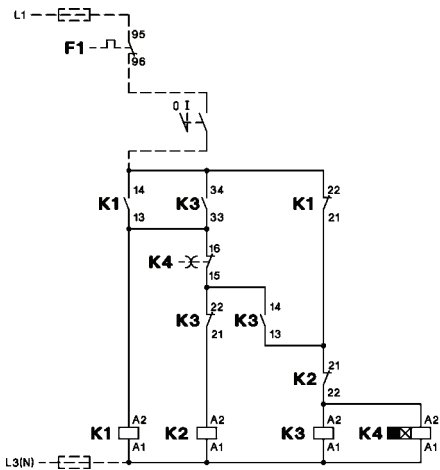 L1
95
F1
96
0 I
14 34 22
K1 K3 K1
13 33 21
16
K4
15
22 14
K3 K3
21 13
21
K2
22
A2 A2 A2 A2
K1 K2 K3 K4
A1 A1 A1 A1
L3(N)